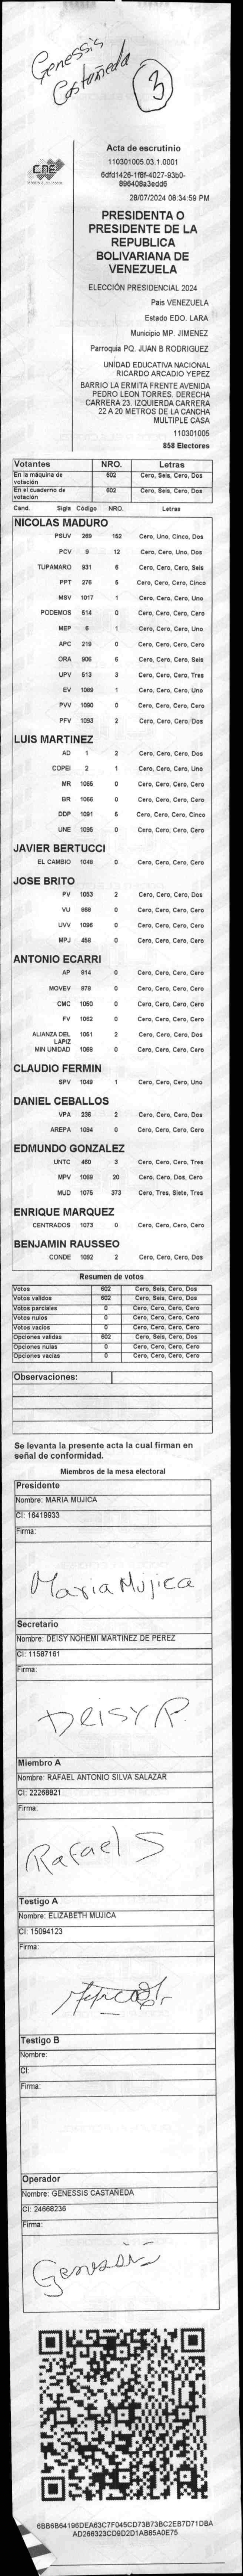 Genessis
Castañeda
3
CNE
Acta de escrutinio
110301005.03.1.0001
6dfd1426-1f8f-4027-93b0-
896408a3edd6
28/07/2024 08:34:59 PM
PRESIDENTA O
PRESIDENTE DE LA
REPUBLICA
BOLIVARIANA DE
VENEZUELA
ELECCIÓN PRESIDENCIAL 2024
Pais VENEZUELA
Estado EDO. LARA
Municipio MP. JIMENEZ
Parroquia PQ. JUAN B RODRIGUEZ
UNIDAD EDUCATIVA NACIONAL
RICARDO ARCADIO YEPEZ
BARRIO LA ERMITA FRENTE AVENIDA
PEDRO LEON TORRES. DERECHA
CARRERA 23. IZQUIERDA CARRERA
22 A 20 METROS DE LA CANCHA
MULTIPLE CASA
110301005
858 Electores
Votantes NRO. Letras
En la máquina de votación 602 Cero, Seis, Cero, Dos
En el cuaderno de votación 602 Cero, Seis, Cero, Dos
Cand. Sigla Código NRO. Letras
NICOLAS MADURO
PSUV 269 152 Cero, Uno, Cinco, Dos
PCV 9 12 Cero, Cero, Uno, Dos
TUPAMARO 931 6 Cero, Cero, Cero, Seis
PPT 276 5 Cero, Cero, Cero, Cinco
MSV 1017 1 Cero, Cero, Cero, Uno
PODEMOS 514 0 Cero, Cero, Cero, Cero
MEP 6 1 Cero, Cero, Cero, Uno
APC 219 0 Cero, Cero, Cero, Cero
ORA 906 6 Cero, Cero, Cero, Seis
UPV 513 3 Cero, Cero, Cero, Tres
EV 1089 1 Cero, Cero, Cero, Uno
PVV 1090 0 Cero, Cero, Cero, Cero
PFV 1093 2 Cero, Cero, Cero, Dos
LUIS MARTINEZ
AD 1 2 Cero, Cero, Cero, Dos
COPEI 2 1 Cero, Cero, Cero, Uno
MR 1065 0 Cero, Cero, Cero, Cero
BR 1066 0 Cero, Cero, Cero, Cero
DDP 1091 5 Cero, Cero, Cero, Cinco
UNE 1095 0 Cero, Cero, Cero, Cero
JAVIER BERTUCCI
EL CAMBIO 1048 0 Cero, Cero, Cero, Cero
JOSE BRITO
PV 1053 2 Cero, Cero, Cero, Dos
VU 868 0 Cero, Cero, Cero, Cero
UVV 1096 0 Cero, Cero, Cero, Cero
MPJ 458 0 Cero, Cero, Cero, Cero
ANTONIO ECARRI
AP 814 0 Cero, Cero, Cero, Cero
MOVEV 978 0 Cero, Cero, Cero, Cero
CMC 1050 0 Cero, Cero, Cero, Cero
FV 1052 0 Cero, Cero, Cero, Cero
ALIANZA DEL LAPIZ 1051 2 Cero, Cero, Cero, Dos
MIN UNIDAD 1068 0 Cero, Cero, Cero, Cero
CLAUDIO FERMIN
SPV 1049 1 Cero, Cero, Cero, Uno
DANIEL CEBALLOS
VPA 236 2 Cero, Cero, Cero, Dos
AREPA 1094 0 Cero, Cero, Cero, Cero
EDMUNDO GONZALEZ
UNTC 460 3 Cero, Cero, Cero, Tres
MPV 1069 20 Cero, Cero, Dos, Cero
MUD 1075 373 Cero, Tres, Siete, Tres
ENRIQUE MARQUEZ
CENTRADOS 1073 0 Cero, Cero, Cero, Cero
BENJAMIN RAUSSEO
CONDE 1092 2 Cero, Cero, Cero, Dos
Resumen de votos
Votos 602 Cero, Seis, Cero, Dos
Votos validos 602 Cero, Seis, Cero, Dos
Votos parciales 0 Cero, Cero, Cero, Cero
Votos nulos 0 Cero, Cero, Cero, Cero
Votos vacios 0 Cero, Cero, Cero, Cero
Opciones validas 602 Cero, Seis, Cero, Dos
Opciones nulas 0 Cero, Cero, Cero, Cero
Opciones vacias 0 Cero, Cero, Cero, Cero
Observaciones:
Se levanta la presente acta la cual firman en
señal de conformidad.
Miembros de la mesa electoral
Presidente
Nombre: MARIA MUJICA
CI: 16419933
Firma:
Maria Mujica
Secretario
Nombre: DEISY NOHEMI MARTINEZ DE PEREZ
CI: 11587161
Firma:
Deisy P.
Miembro A
Nombre: RAFAEL ANTONIO SILVA SALAZAR
CI: 22268821
Firma:
Rafael S
Testigo A
Nombre: ELIZABETH MUJICA
CI: 15094123
Firma:
Testigo B
Nombre:
CI:
Firma:
Operador
Nombre: GENESSIS CASTAÑEDA
CI: 24668236
Firma:
Genessis
6BB6B64196DEA63C7F045CD73B73BC2EB7D71DBA
AD266323CD9D2D1AB85A0E75